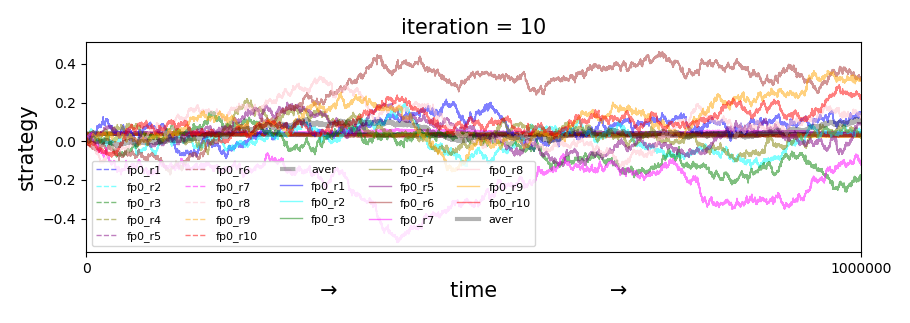 iteration = 10
strategy
0.4
0.2
0.0
−0.2
−0.4
fp0_r1
fp0_r2
fp0_r3
fp0_r4
fp0_r5
fp0_r6
fp0_r7
fp0_r8
fp0_r9
fp0_r10
aver
fp0_r1
fp0_r2
fp0_r3
fp0_r4
fp0_r5
fp0_r6
fp0_r7
fp0_r8
fp0_r9
fp0_r10
aver
0 1000000
→ time →